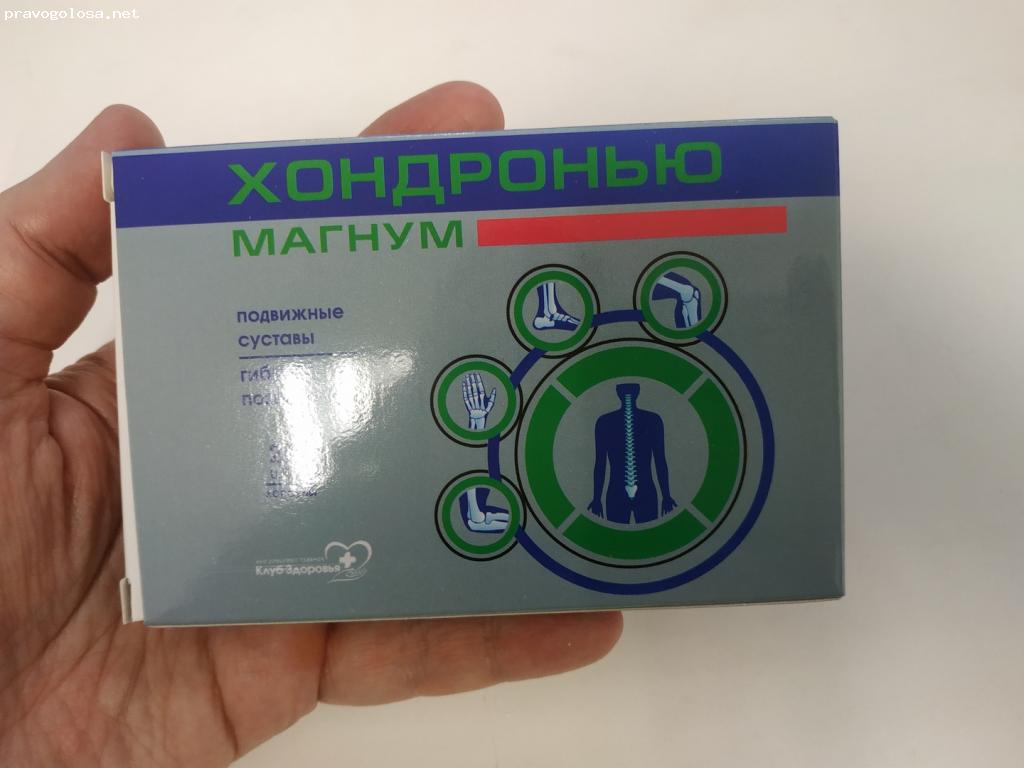 pravogolosa.net
ХОНДРОНЬЮ
МАГНУМ
подвижные
суставы
Клуб Здоровья